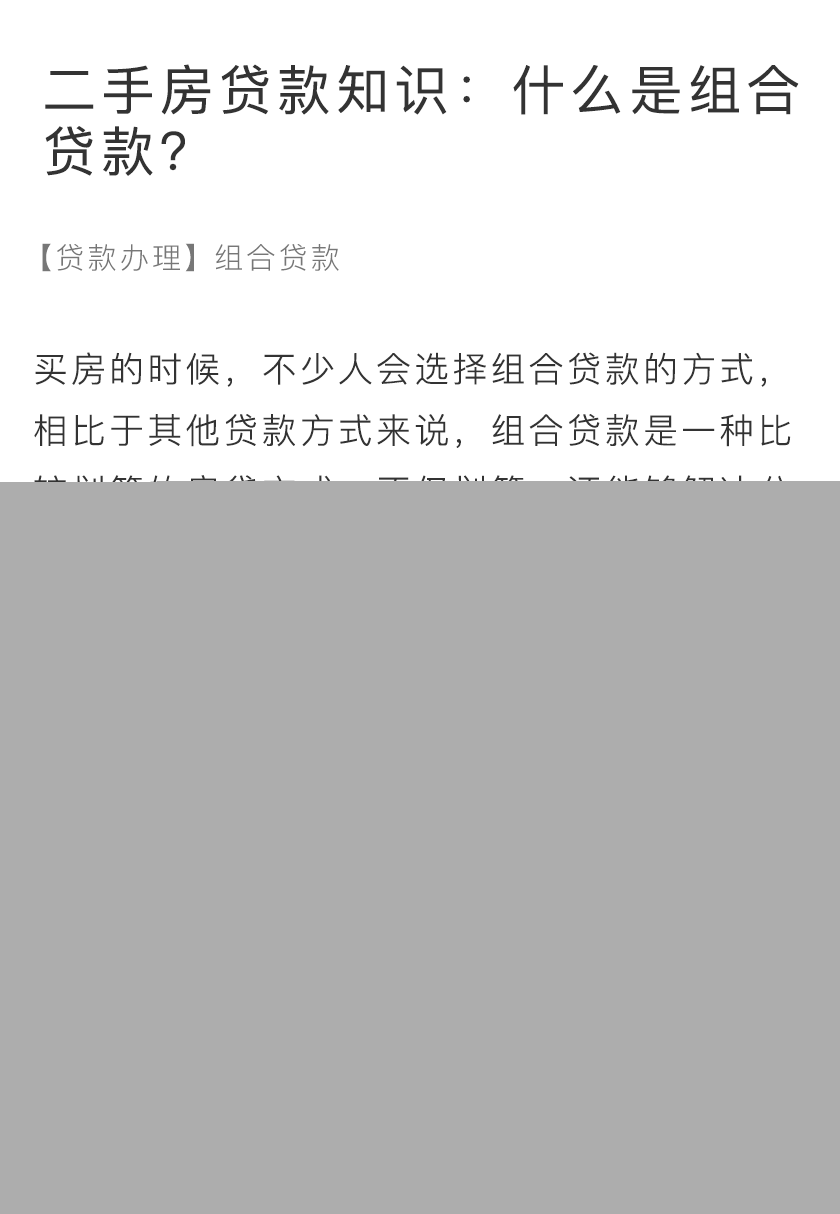 二手房贷款知识：什么是组合
贷款？
【贷款办理】组合贷款
买房的时候，不少人会选择组合贷款的方式，
相比于其他贷款方式来说，组合贷款是一种比